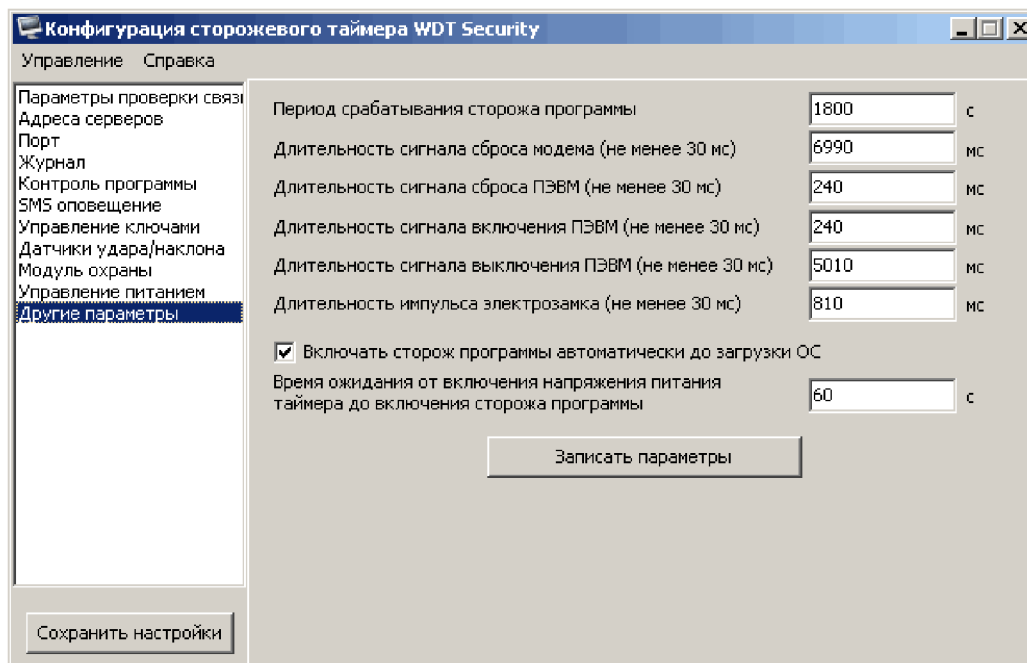 Конфигурация сторожевого таймера WDT Security
Управление Справка
Параметры проверки связи
Адреса серверов
Порт
Журнал
Контроль программы
SMS оповещение
Управление ключами
Датчики удара/наклона
Модуль охраны
Управление питанием
Другие параметры
Сохранить настройки
Период срабатывания сторожа программы 1800 с
Длительность сигнала сброса модема (не менее 30 мс) 6990 мс
Длительность сигнала сброса ПЭВМ (не менее 30 мс) 240 мс
Длительность сигнала включения ПЭВМ (не менее 30 мс) 240 мс
Длительность сигнала выключения ПЭВМ (не менее 30 мс) 5010 мс
Длительность импульса электрозамка (не менее 30 мс) 810 мс
Включать сторож программы автоматически до загрузки ОС
Время ожидания от включения напряжения питания
таймера до включения сторожа программы 60 с
Записать параметры